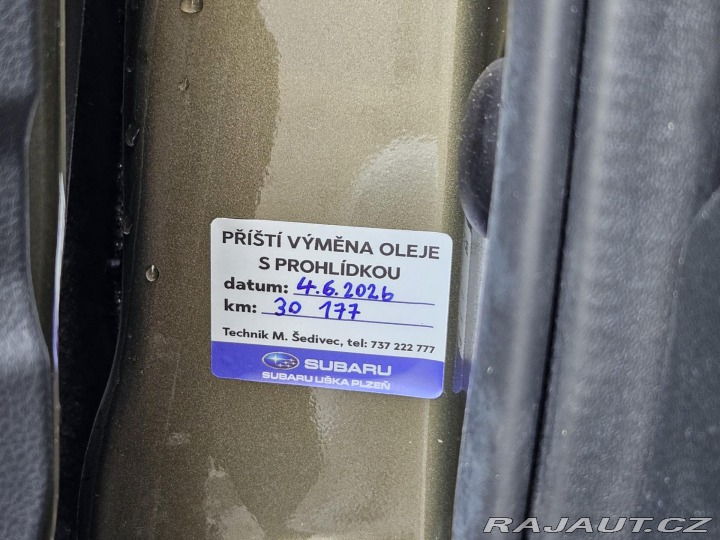 PŘÍŠTÍ VÝMĚNA OLEJE
S PROHLÍDKOU
datum: 4.6.2026
km: 30 177
Technik M. Šedivec, tel: 737 222 777
SUBARU
SUBARU UŠKA PLZEŇ
RAJAUT.CZ